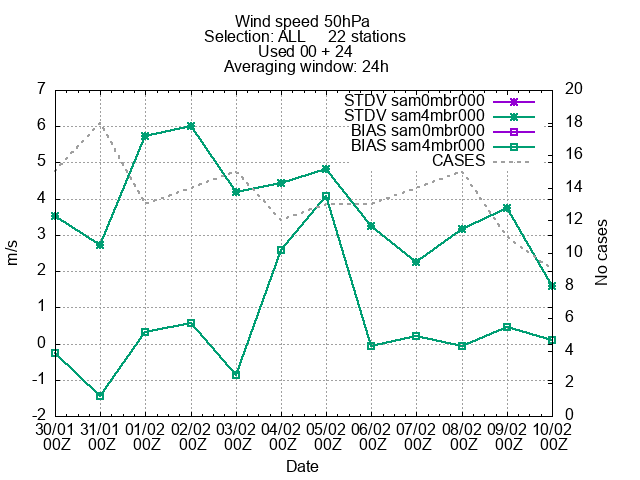 Wind speed 50hPa
Selection: ALL 22 stations
Used 00 + 24
Averaging window: 24h
STDV sam0mbr000
STDV sam4mbr000
BIAS sam0mbr000
BIAS sam4mbr000
CASES
7
6
5
4
3
2
1
0
-1
-2
m/s
20
18
16
14
12
10
8
6
4
2
0
No cases
30/01 31/01 01/02 02/02 03/02 04/02 05/02 06/02 07/02 08/02 09/02 10/02
00Z 00Z 00Z 00Z 00Z 00Z 00Z 00Z 00Z 00Z 00Z 00Z
Date